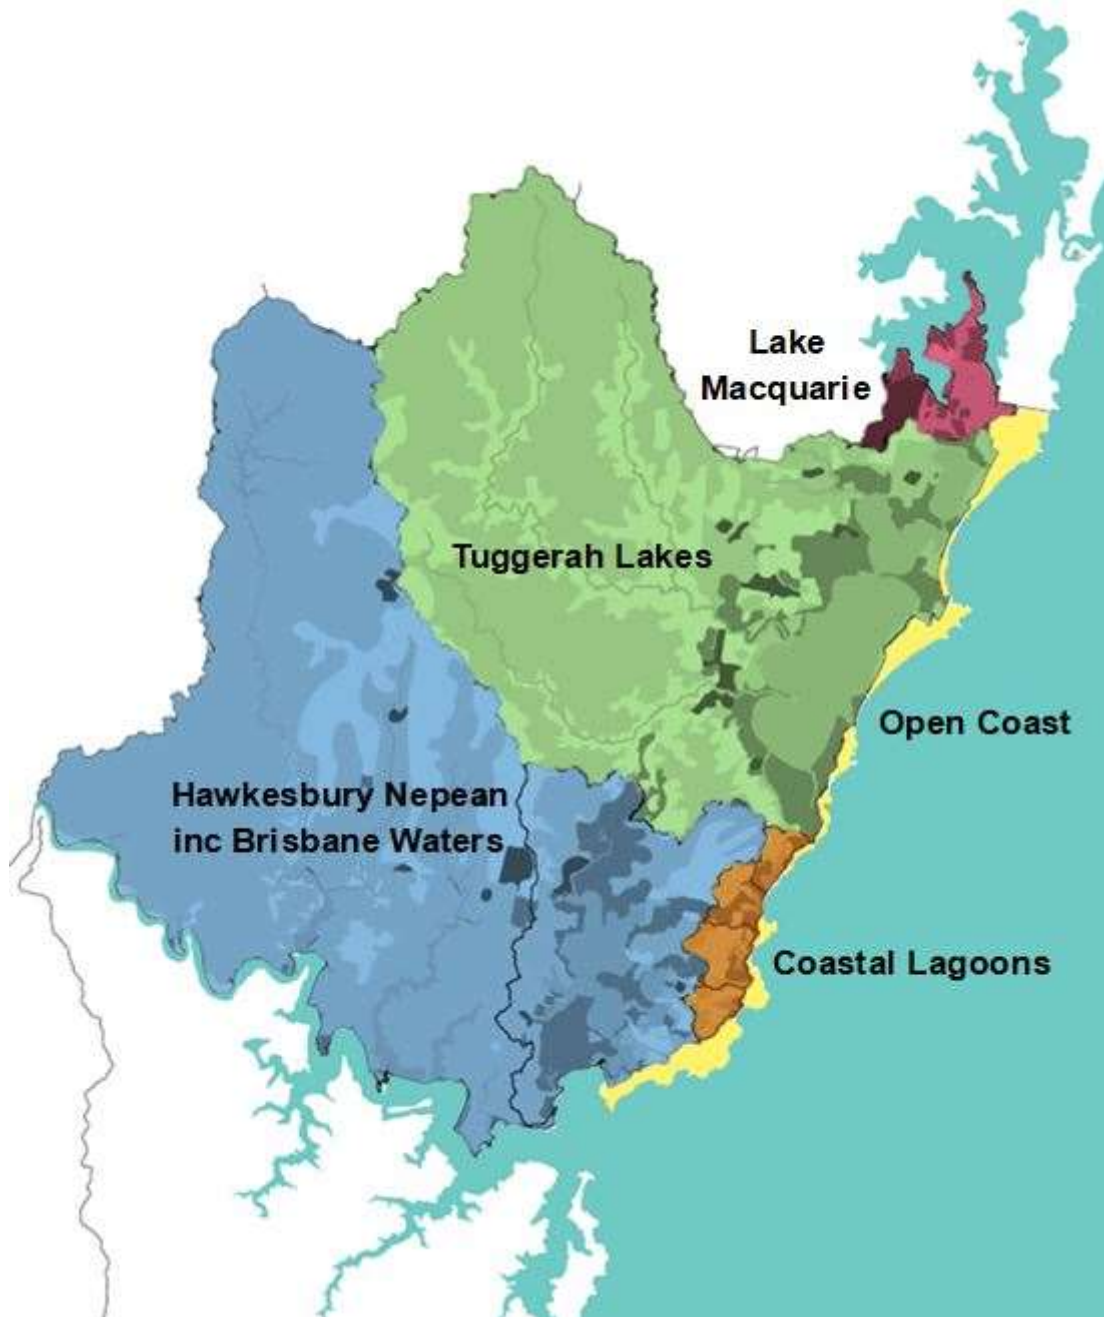 Lake
Macquarie
Tuggerah Lakes
Open Coast
Hawkesbury Nepean
inc Brisbane Waters
Coastal Lagoons